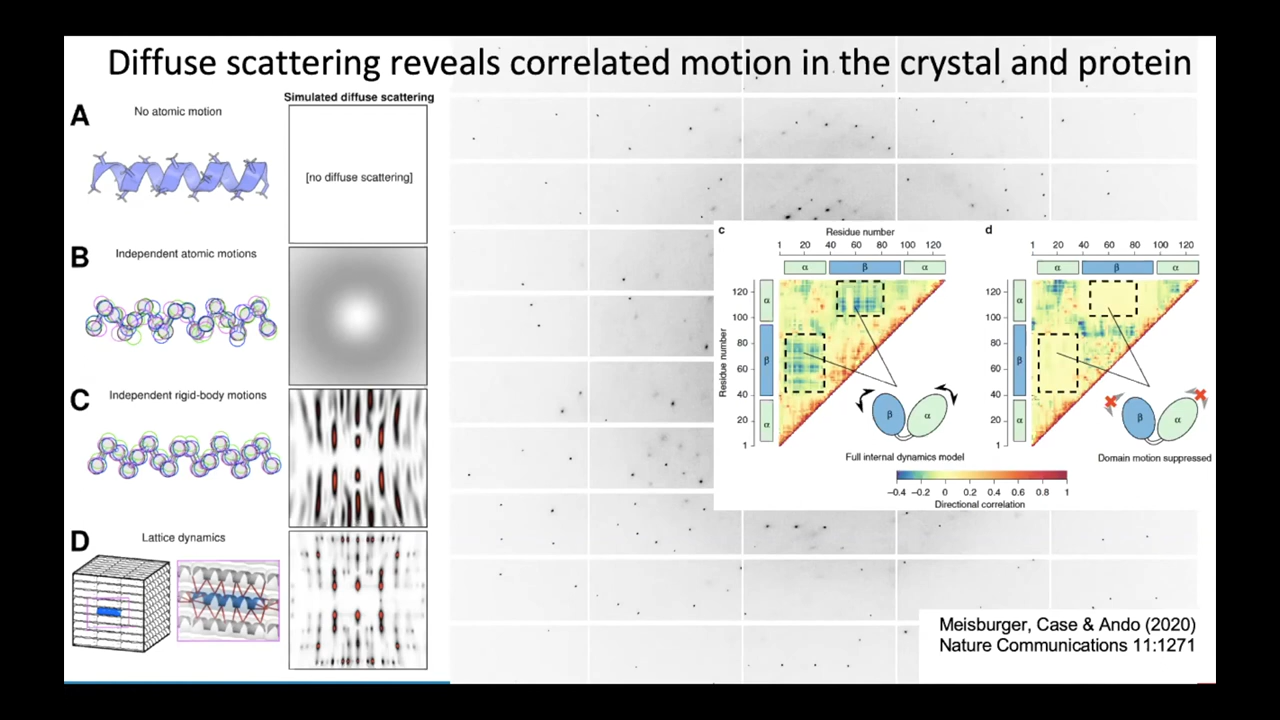 Diffuse scattering reveals correlated motion in the crystal and protein
Simulated diffuse scattering
A
No atomic motion
[no diffuse scattering]
B
Independent atomic motions
C
Independent rigid-body motions
D
Lattice dynamics
c
Residue number
1 20 40 60 80 100 120
α β α
120
100
80
60
40
20
1
α
β
α
Residue number
β α
Full internal dynamics model
d
1 20 40 60 80 100 120
α β α
120
100
80
60
40
20
1
α
β
α
β α
Domain motion suppressed
−0.4 −0.2 0 0.2 0.4 0.6 0.8 1
Directional correlation
Meisburger, Case & Ando (2020)
Nature Communications 11:1271